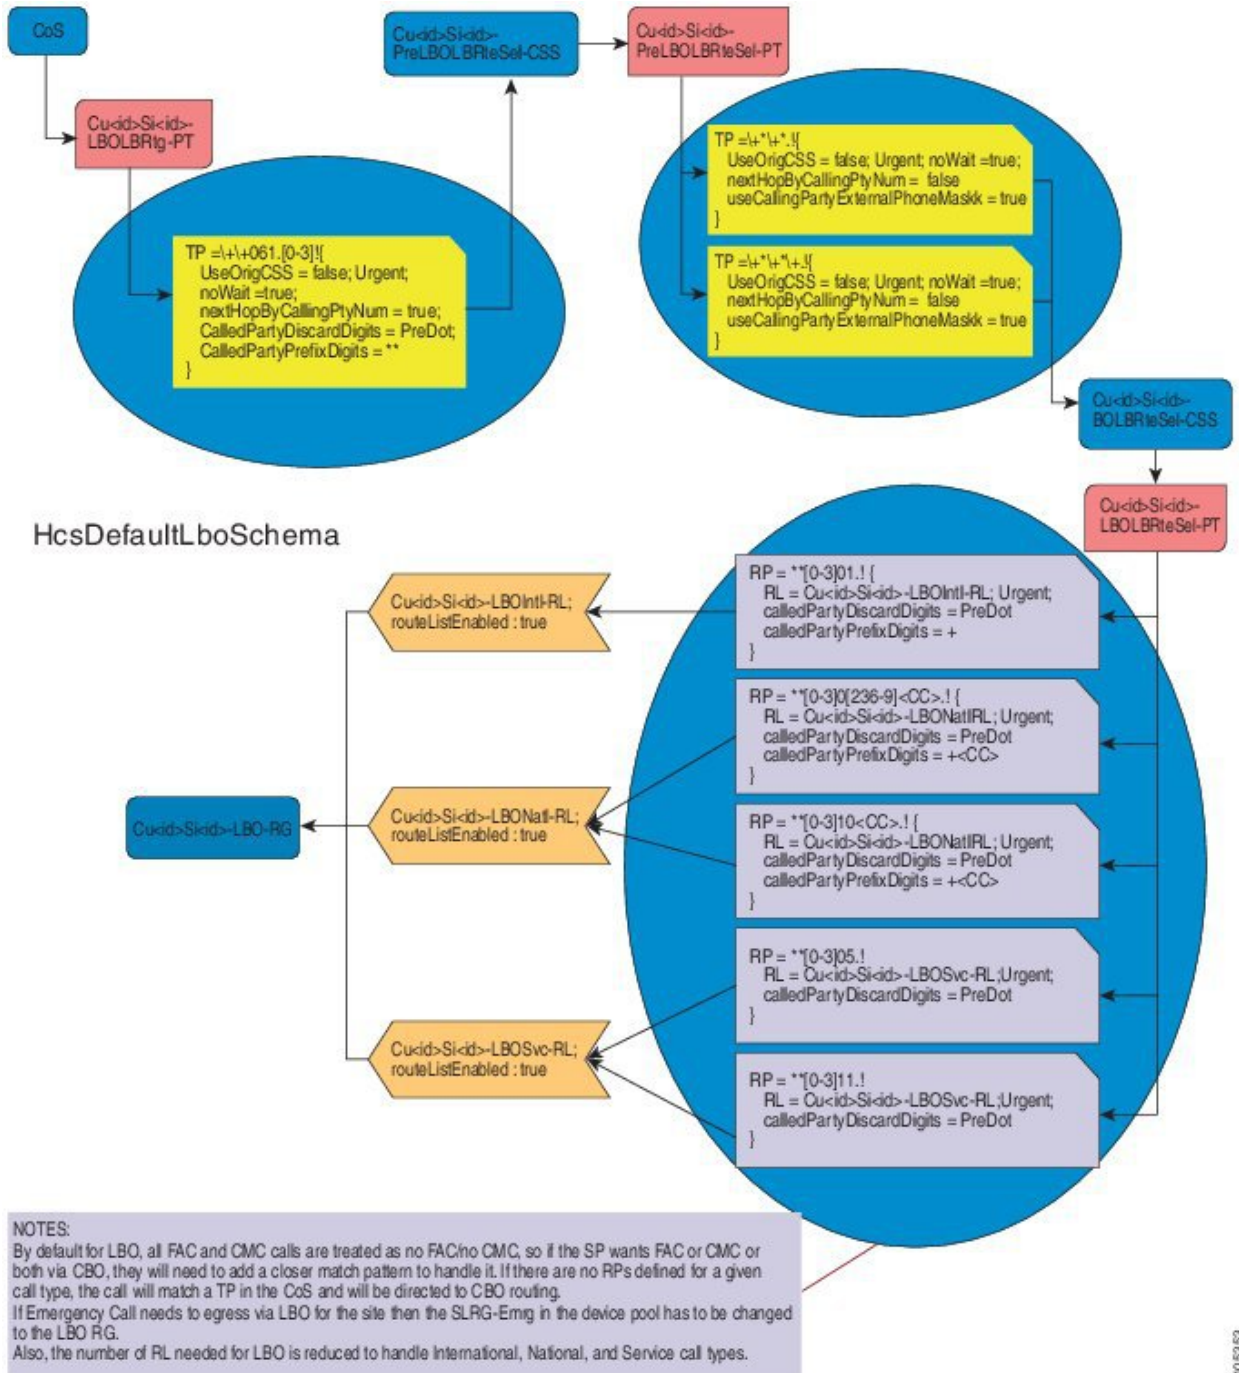 CoS
Cu<id>Si<id>-
LBOLBRtg-PT
Cu<id>Si<id>-
PreLBOLBRteSel-CSS
Cu<id>Si<id>-
PreLBOLBRteSel-PT
TP =\+\+061.[0-3]!{
UseOrigCSS = false; Urgent;
noWait =true;
nextHopByCallingPtyNum = true;
CalledPartyDiscardDigits = PreDot;
CalledPartyPrefixDigits = **
}
TP =\+*\+*.!{
UseOrigCSS = false; Urgent; noWait =true;
nextHopByCallingPtyNum = false
useCallingPartyExternalPhoneMaskk = true
}
TP =\+*\+*\+.!{
UseOrigCSS = false; Urgent; noWait =true;
nextHopByCallingPtyNum = false
useCallingPartyExternalPhoneMaskk = true
}
Cu<id>Si<id>-
BOLBRteSel-CSS
Cu<id>Si<id>-
LBOLBRteSel-PT
HcsDefaultLboSchema
RP = **[0-3]01.! {
RL = Cu<id>Si<id>-LBOIntl-RL; Urgent;
calledPartyDiscardDigits = PreDot
calledPartyPrefixDigits = +
}
Cu<id>Si<id>-LBOIntl-RL;
routeListEnabled : true
RP = **[0-3]0[236-9]<CC>.! {
RL = Cu<id>Si<id>-LBONatlRL; Urgent;
calledPartyDiscardDigits = PreDot
calledPartyPrefixDigits = +<CC>
}
Cu<id>Si<id>-LBO-RG
Cu<id>Si<id>-LBONatl-RL;
routeListEnabled : true
RP = **[0-3]10<CC>.! {
RL = Cu<id>Si<id>-LBONatlRL; Urgent;
calledPartyDiscardDigits = PreDot
calledPartyPrefixDigits = +<CC>
}
RP = **[0-3]05.!
RL = Cu<id>Si<id>-LBOSvc-RL;Urgent;
calledPartyDiscardDigits = PreDot
}
Cu<id>Si<id>-LBOSvc-RL;
routeListEnabled : true
RP = **[0-3]11.!
RL = Cu<id>Si<id>-LBOSvc-RL;Urgent;
calledPartyDiscardDigits = PreDot
}
NOTES:
By default for LBO, all FAC and CMC calls are treated as no FAC/no CMC, so if the SP wants FAC or CMC or
both via CBO, they will need to add a closer match pattern to handle it. If there are no RPs defined for a given
call type, the call will match a TP in the CoS and will be directed to CBO routing.
If Emergency Call needs to egress via LBO for the site then the SLRG-Emrg in the device pool has to be changed
to the LBO RG.
Also, the number of RL needed for LBO is reduced to handle International, National, and Service call types.